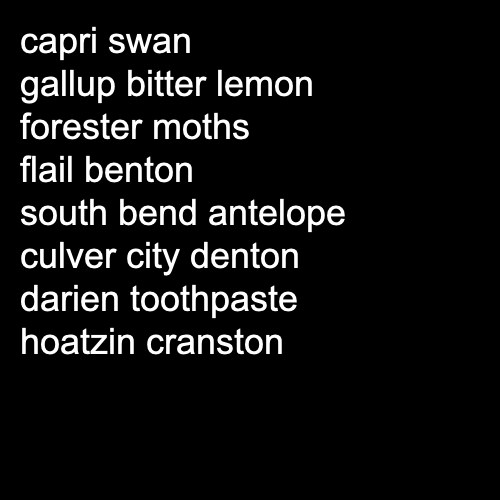 capri swan
gallup bitter lemon
forester moths
flail benton
south bend antelope
culver city denton
darien toothpaste
hoatzin cranston